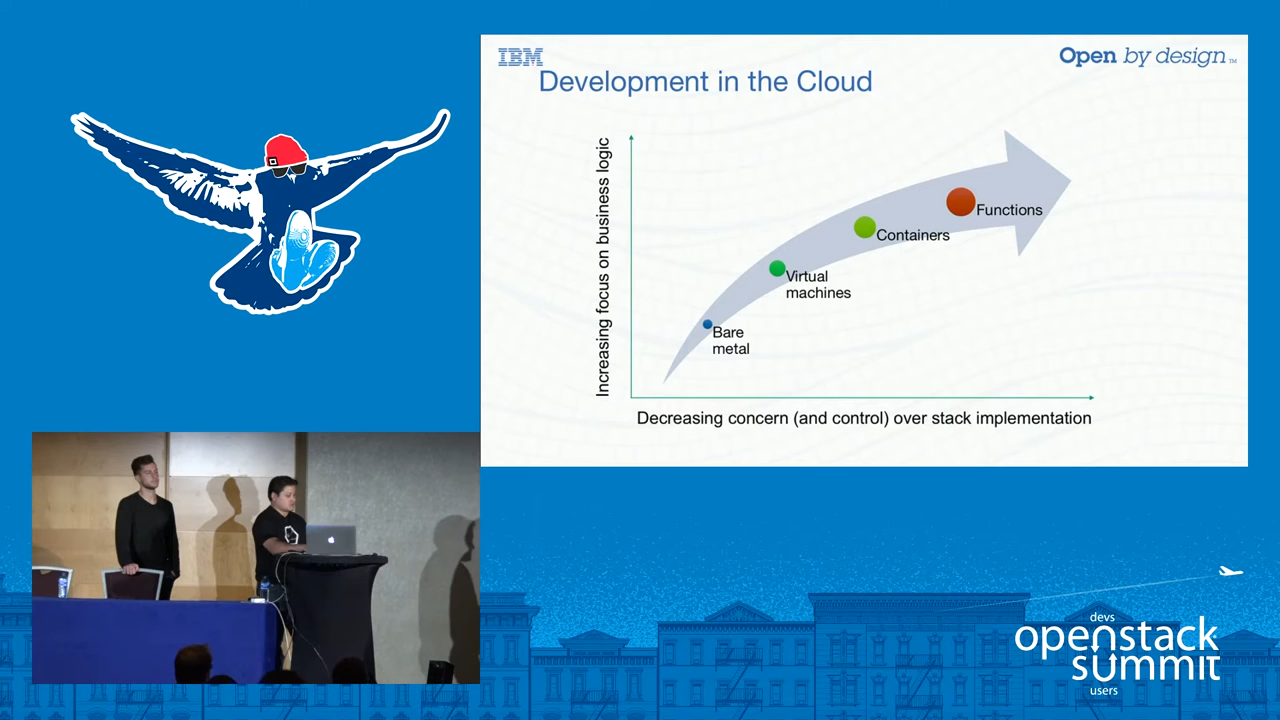 IBM
Open by design™
Development in the Cloud
Increasing focus on business logic
Functions
Containers
Virtual
machines
Bare
metal
Decreasing concern (and control) over stack implementation
devs
openstack
summit
users